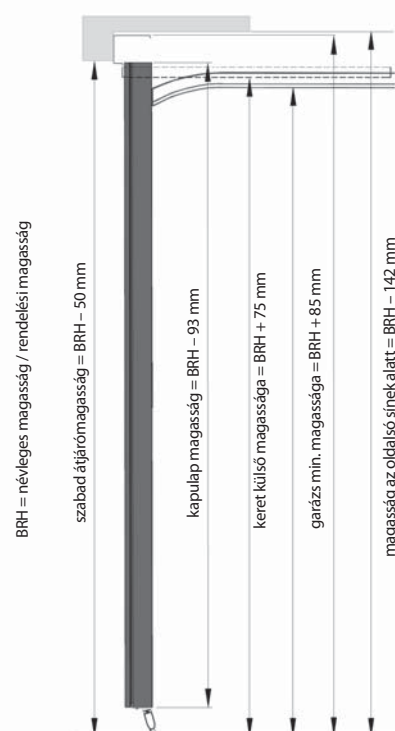 BRH = névleges magasság / rendelési magasság
szabad átjárómagasság = BRH – 50 mm
kapulap magasság = BRH – 93 mm
keret külső magassága = BRH + 75 mm
garázs min. magassága = BRH + 85 mm
magasság az oldalsó sínek alatt = BRH – 142 mm